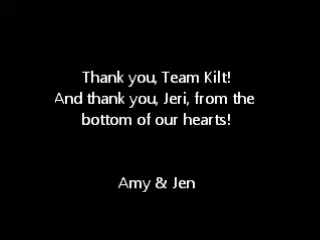 Thank you, Team Kilt!
And thank you, Jeri, from the
bottom of our hearts!
Amy & Jen